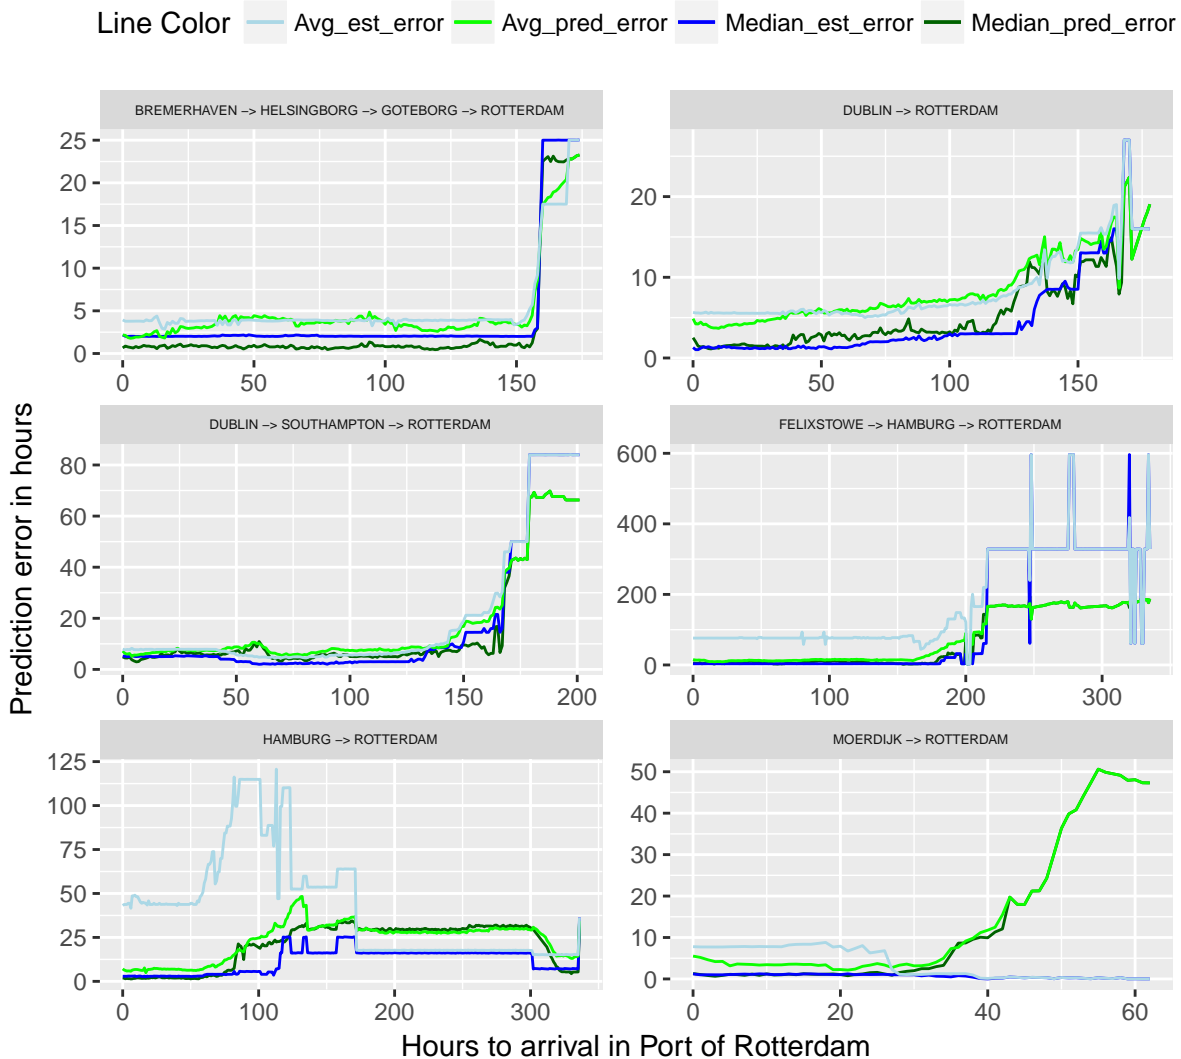 Line Color Avg_est_error Avg_pred_error Median_est_error Median_pred_error
BREMERHAVEN −> HELSINGBORG −> GOTEBORG −> ROTTERDAM
25
20
15
10
5
0
0 50 100 150
DUBLIN −> ROTTERDAM
20
10
0
0 50 100 150
DUBLIN −> SOUTHAMPTON −> ROTTERDAM
80
60
40
20
0
0 50 100 150 200
FELIXSTOWE −> HAMBURG −> ROTTERDAM
600
400
200
0
0 100 200 300
HAMBURG −> ROTTERDAM
125
100
75
50
25
0
0 100 200 300
MOERDIJK −> ROTTERDAM
50
40
30
20
10
0
0 20 40 60
Prediction error in hours
Hours to arrival in Port of Rotterdam